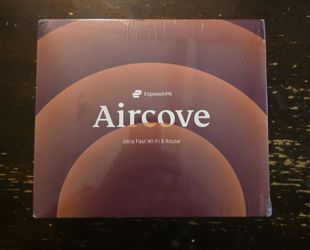 ExpressVPN
Aircove
Ultra Fast Wi-Fi 6 Router